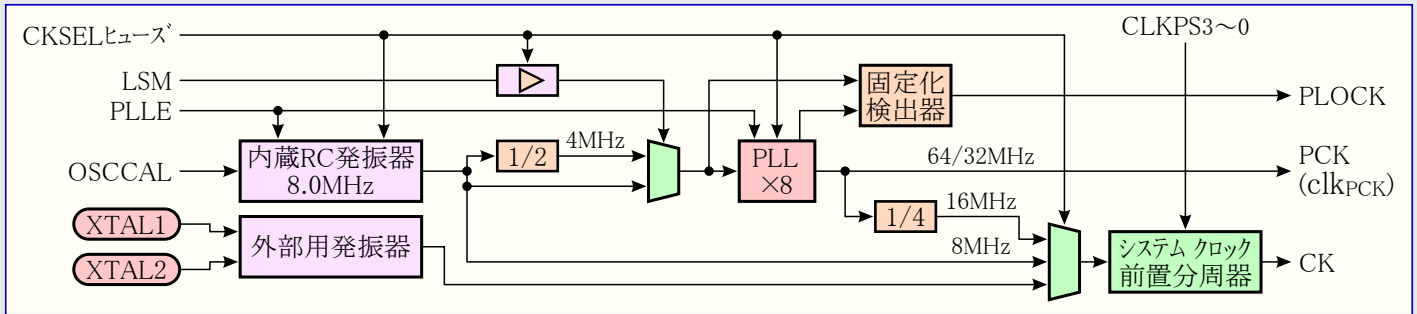 CKSELﾋｭｰｽﾞ
CLKPS3～0
LSM
PLLE
固定化
検出器
PLOCK
OSCCAL
内蔵RC発振器
8.0MHz
1/2
4MHz
PLL
×8
64/32MHz
PCK
(clkPCK)
1/4
16MHz
XTAL1
XTAL2
外部用発振器
8MHz
ｼｽﾃﾑ ｸﾛｯｸ
前置分周器
CK